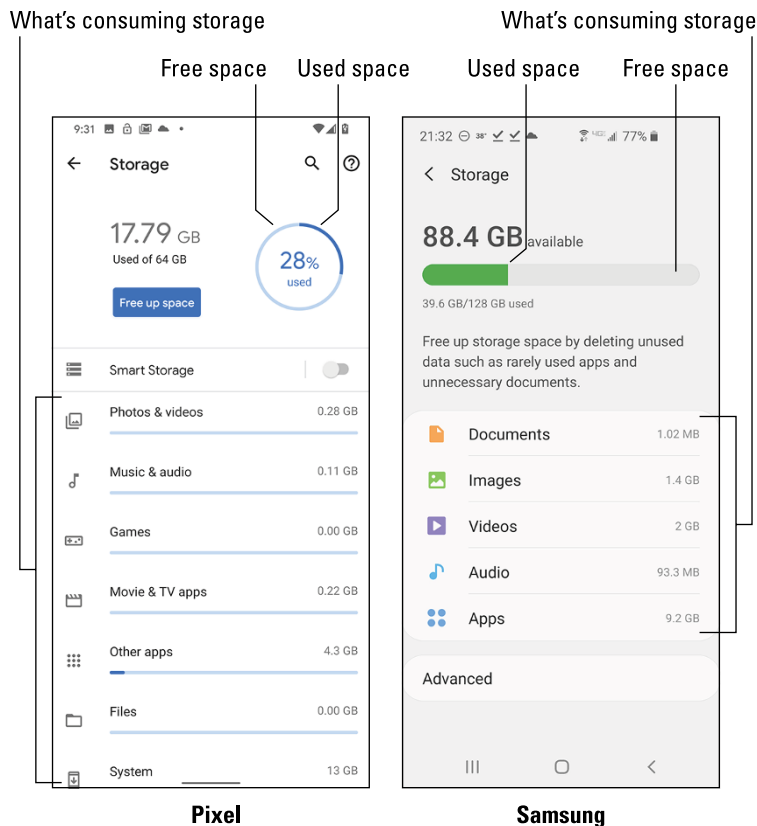 What's consuming storage
What's consuming storage
Free space
Used space
Used space
Free space
9:31
Storage
17.79 GB
Used of 64 GB
Free up space
28%
used
Smart Storage
Photos & videos
0.28 GB
Music & audio
0.11 GB
Games
0.00 GB
Movie & TV apps
0.22 GB
Other apps
4.3 GB
Files
0.00 GB
System
13 GB
Pixel
21:32
38°
77%
Storage
88.4 GB available
39.6 GB/128 GB used
Free up storage space by deleting unused
data such as rarely used apps and
unnecessary documents.
Documents
1.02 MB
Images
1.4 GB
Videos
2 GB
Audio
93.3 MB
Apps
9.2 GB
Advanced
Samsung